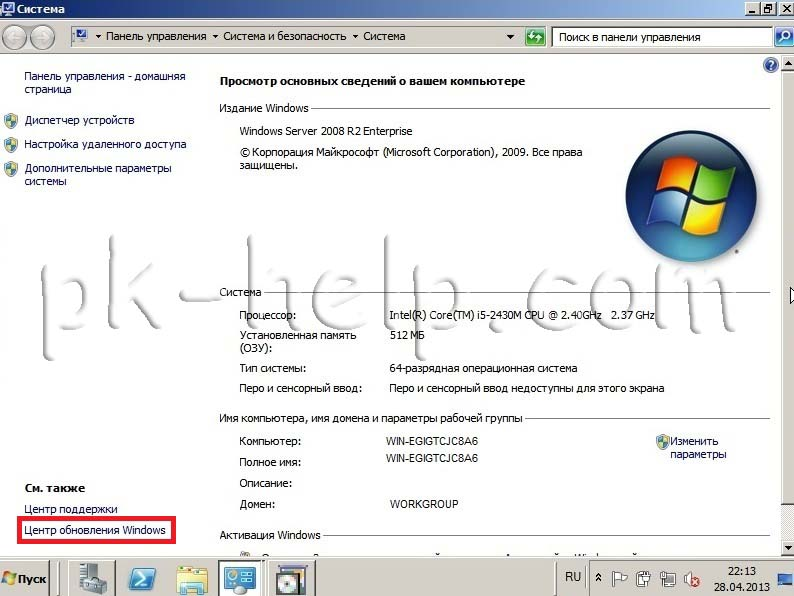 Система
Панель управления
Система и безопасность
Система
Поиск в панели управления
Панель управления - домашняя
страница
Диспетчер устройств
Настройка удаленного доступа
Дополнительные параметры
системы
Просмотр основных сведений о вашем компьютере
Издание Windows
Windows Server 2008 R2 Enterprise
© Корпорация Майкрософт (Microsoft Corporation), 2009. Все права
защищены.
pk-help.com
Система
Процессор: Intel(R) Core(TM) i5-2430M CPU @ 2.40GHz 2.37 GHz
Установленная память 512 МБ
(ОЗУ):
Тип системы: 64-разрядная операционная система
Перо и сенсорный ввод: Перо и сенсорный ввод недоступны для этого экрана
Имя компьютера, имя домена и параметры рабочей группы
Компьютер: WIN-EGIGTCJC8A6
Изменить
параметры
Полное имя: WIN-EGIGTCJC8A6
Описание:
Домен: WORKGROUP
Активация Windows
См. также
Центр поддержки
Центр обновления Windows
Пуск
RU
22:13
28.04.2013